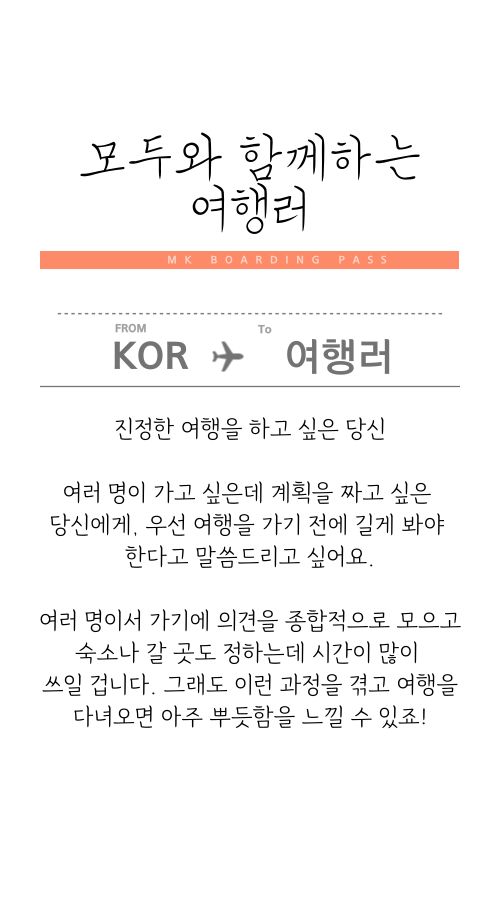 모두와 함께하는
여행러
MK BOARDING PASS
FROM To
KOR 여행러
진정한 여행을 하고 싶은 당신
여러 명이 가고 싶은데 계획을 짜고 싶은
당신에게, 우선 여행을 가기 전에 길게 봐야
한다고 말씀드리고 싶어요.
여러 명이서 가기에 의견을 종합적으로 모으고
숙소나 갈 곳도 정하는데 시간이 많이
쓰일 겁니다. 그래도 이런 과정을 겪고 여행을
다녀오면 아주 뿌듯함을 느낄 수 있죠!